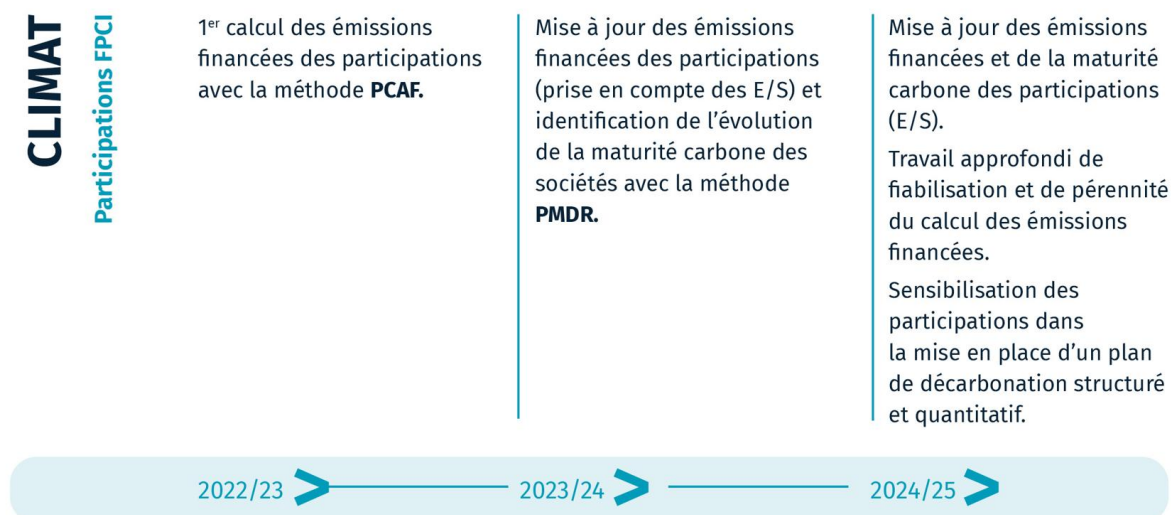 CLIMAT
Participations FPCI
1er calcul des émissions
financées des participations
avec la méthode PCAF.
Mise à jour des émissions
financées des participations
(prise en compte des E/S) et
identification de l’évolution
de la maturité carbone des
sociétés avec la méthode
PMDR.
Mise à jour des émissions
financées et de la maturité
carbone des participations
(E/S).
Travail approfondi de
fiabilisation et de pérennité
du calcul des émissions
financées.
Sensibilisation des
participations dans
la mise en place d’un plan
de décarbonation structuré
et quantitatif.
2022/23
2023/24
2024/25